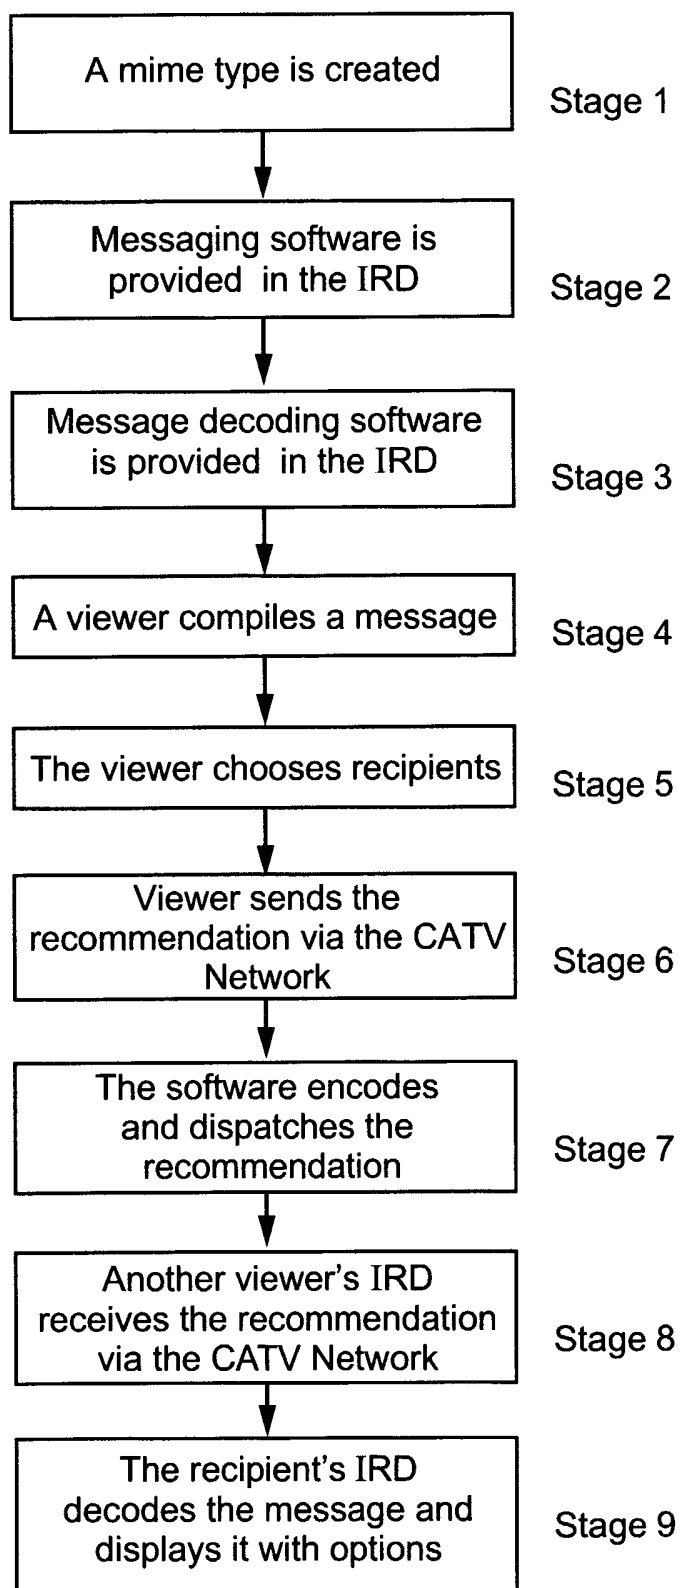 A mime type is created
Stage 1
Messaging software is
provided in the IRD
Stage 2
Message decoding software
is provided in the IRD
Stage 3
A viewer compiles a message
Stage 4
The viewer chooses recipients
Stage 5
Viewer sends the
recommendation via the CATV
Network
Stage 6
The software encodes
and dispatches the
recommendation
Stage 7
Another viewer's IRD
receives the recommendation
via the CATV Network
Stage 8
The recipient's IRD
decodes the message and
displays it with options
Stage 9